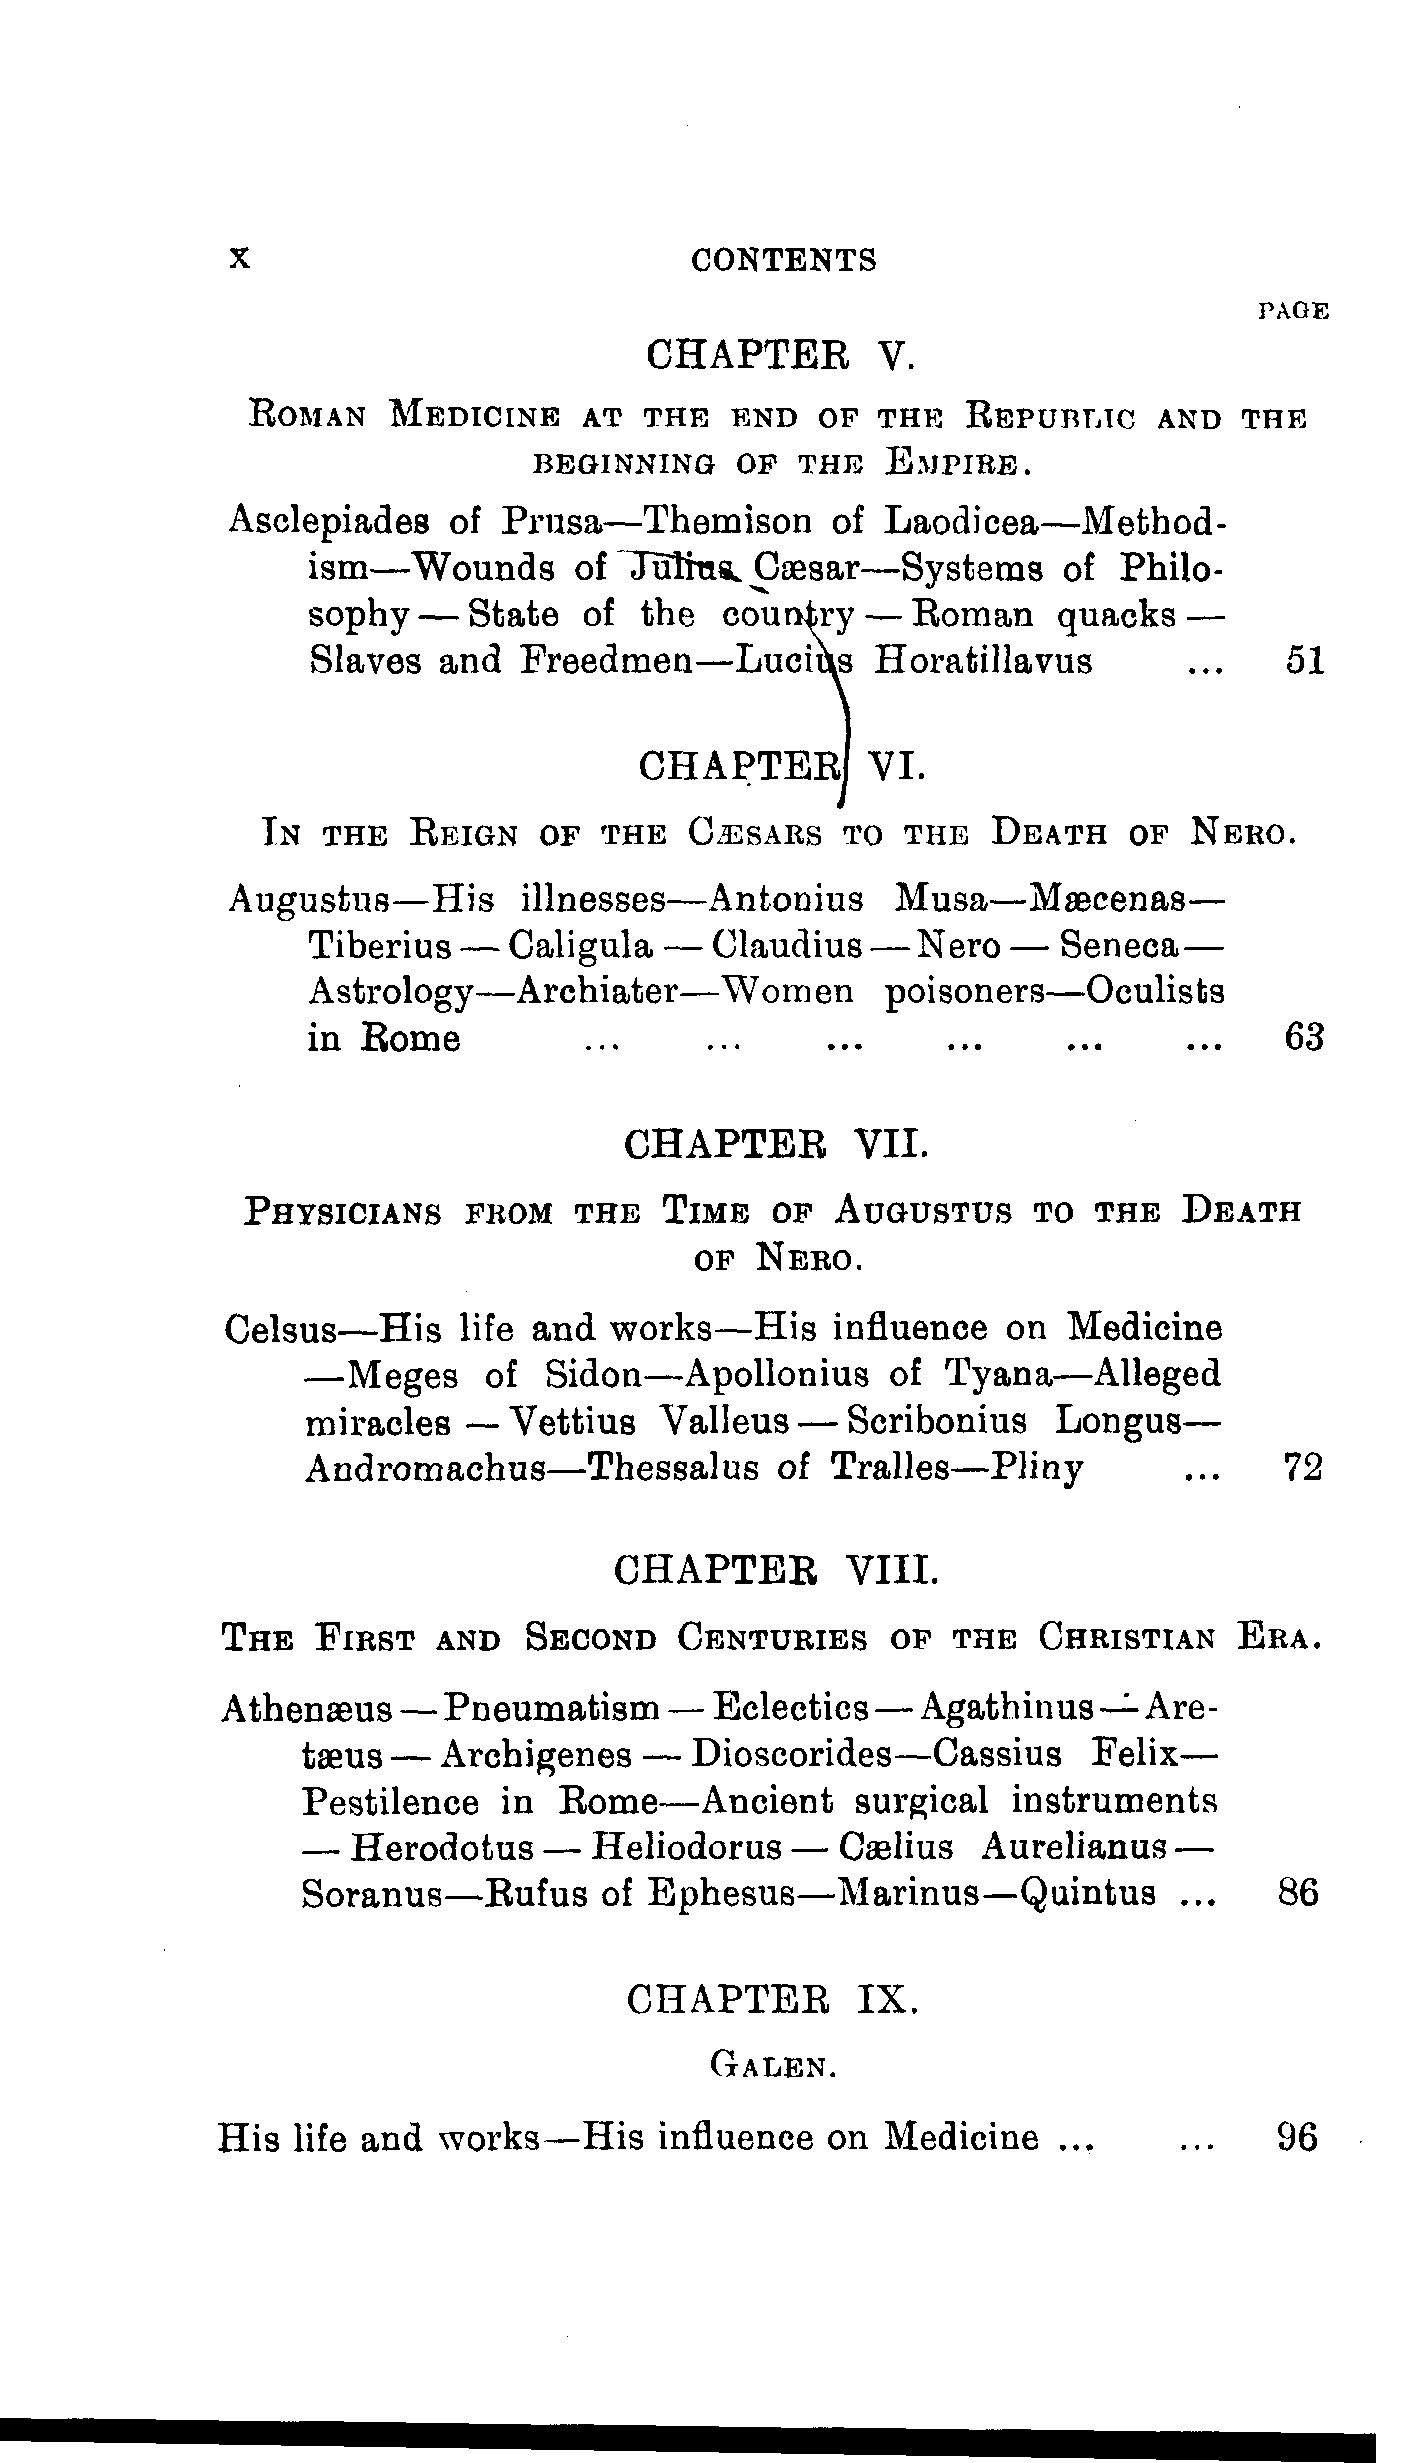 x CONTENTS
PAGE
CHAPTER V.
ROMAN MEDICINE AT THE END OF THE REPUBLIC AND THE
BEGINNING OF THE EMPIRE.
Asclepiades of Prusa—Themison of Laodicea—Method-
ism—Wounds of Julius Cæsar—Systems of Philo-
sophy — State of the country — Roman quacks —
Slaves and Freedmen—Lucius Horatillavus ... 51
CHAPTER VI.
IN THE REIGN OF THE CÆSARS TO THE DEATH OF NERO.
Augustus—His illnesses—Antonius Musa—Mæcenas—
Tiberius — Caligula — Claudius — Nero — Seneca—
Astrology—Archiater—Women poisoners—Oculists
in Rome ... ... ... ... ... ... 63
CHAPTER VII.
PHYSICIANS FROM THE TIME OF AUGUSTUS TO THE DEATH
OF NERO.
Celsus—His life and works—His influence on Medicine
—Meges of Sidon—Apollonius of Tyana—Alleged
miracles — Vettius Valleus — Scribonius Longus—
Andromachus—Thessalus of Tralles—Pliny ... 72
CHAPTER VIII.
THE FIRST AND SECOND CENTURIES OF THE CHRISTIAN ERA.
Athenæus — Pneumatism — Eclectics — Agathinus — Are-
tæus — Archigenes — Dioscorides—Cassius Felix—
Pestilence in Rome—Ancient surgical instruments
— Herodotus — Heliodorus — Cælius Aurelianus —
Soranus—Rufus of Ephesus—Marinus—Quintus ... 86
CHAPTER IX.
GALEN.
His life and works—His influence on Medicine ... ... 96